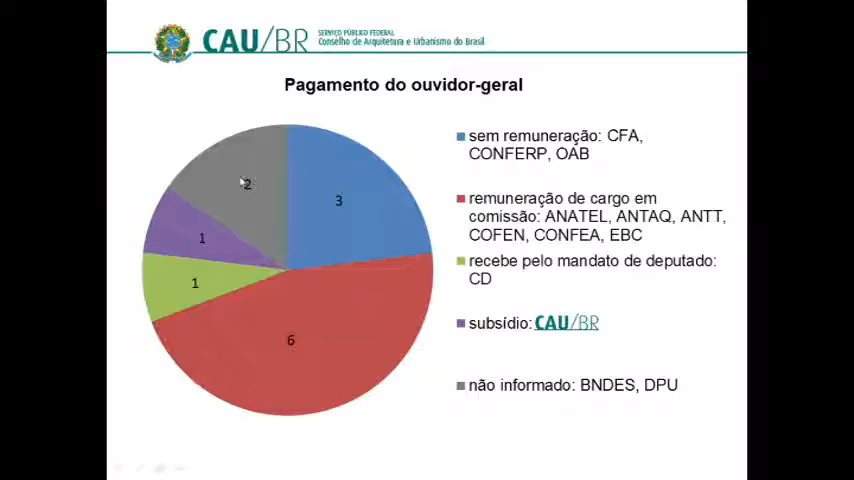 CAU/BR
SERVIÇO PÚBLICO FEDERAL
Conselho de Arquitetura e Urbanismo do Brasil
Pagamento do ouvidor-geral
sem remuneração: CFA,
CONFERP, OAB
remuneração de cargo em
comissão: ANATEL, ANTAQ, ANTT,
COFEN, CONFEA, EBC
recebe pelo mandato de deputado:
CD
subsídio: CAU/BR
não informado: BNDES, DPU
2
3
1
1
6